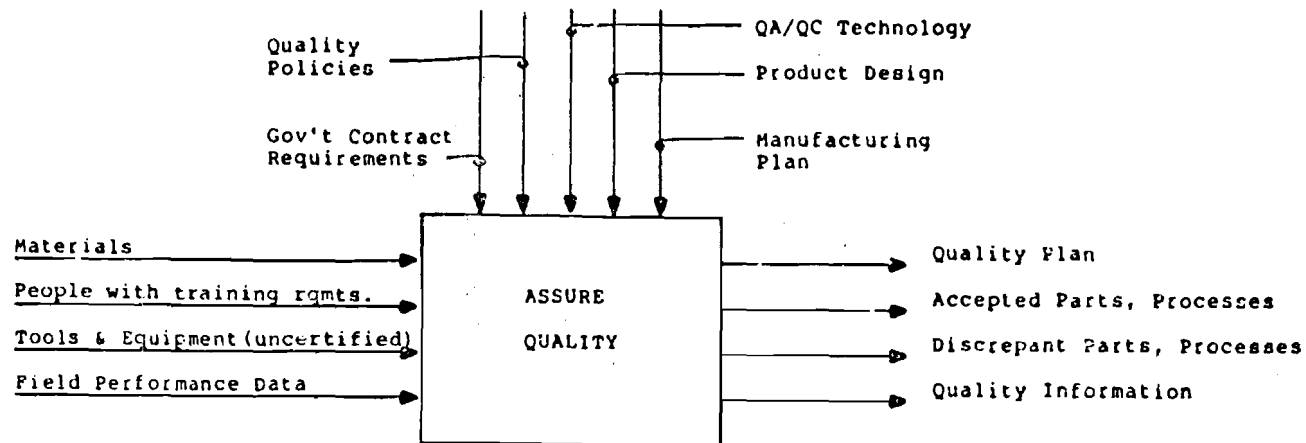 QA/QC Technology
Quality
Policies
Product Design
Gov't Contract
Requirements
Manufacturing
Plan
Materials
People with training rqmts.
Tools & Equipment (uncertified)
Field Performance Data
ASSURE
QUALITY
Quality Plan
Accepted Parts, Processes
Discrepant Parts, Processes
Quality Information